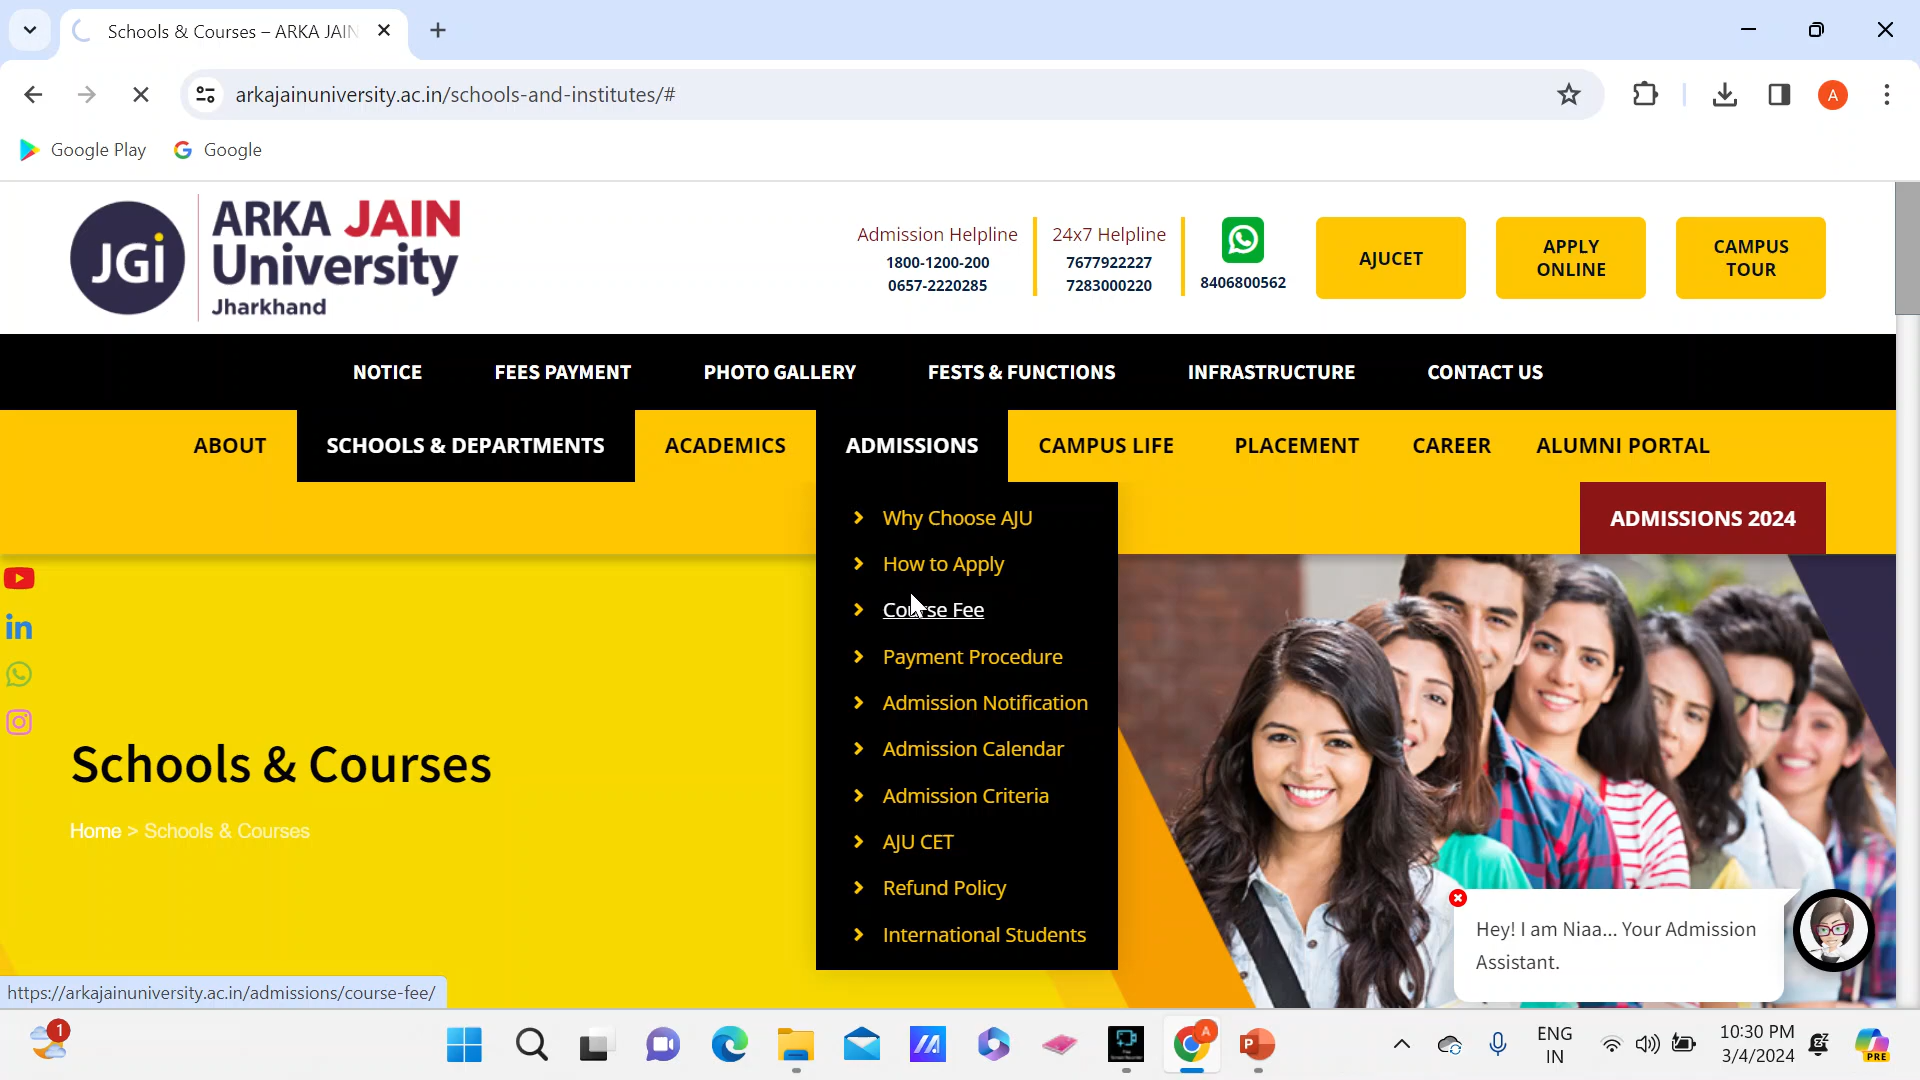 Schools & Courses – ARKA JAIN
arkajainuniversity.ac.in/schools-and-institutes/#
A
Google Play
Google
JGi
ARKA JAIN
University
Jharkhand
Admission Helpline
1800-1200-200
0657-2220285
24x7 Helpline
7677922227
7283000220
8406800562
AJUCET
APPLY
ONLINE
CAMPUS
TOUR
NOTICE
FEES PAYMENT
PHOTO GALLERY
FESTS & FUNCTIONS
INFRASTRUCTURE
CONTACT US
ABOUT
SCHOOLS & DEPARTMENTS
ACADEMICS
ADMISSIONS
CAMPUS LIFE
PLACEMENT
CAREER
ALUMNI PORTAL
ADMISSIONS 2024
Why Choose AJU
How to Apply
Course Fee
Payment Procedure
Admission Notification
Admission Calendar
Admission Criteria
AJU CET
Refund Policy
International Students
Schools & Courses
Home > Schools & Courses
Hey! I am Niaa... Your Admission
Assistant.
https://arkajainuniversity.ac.in/admissions/course-fee/
1
A
ENG
IN
10:30 PM
3/4/2024
PRE